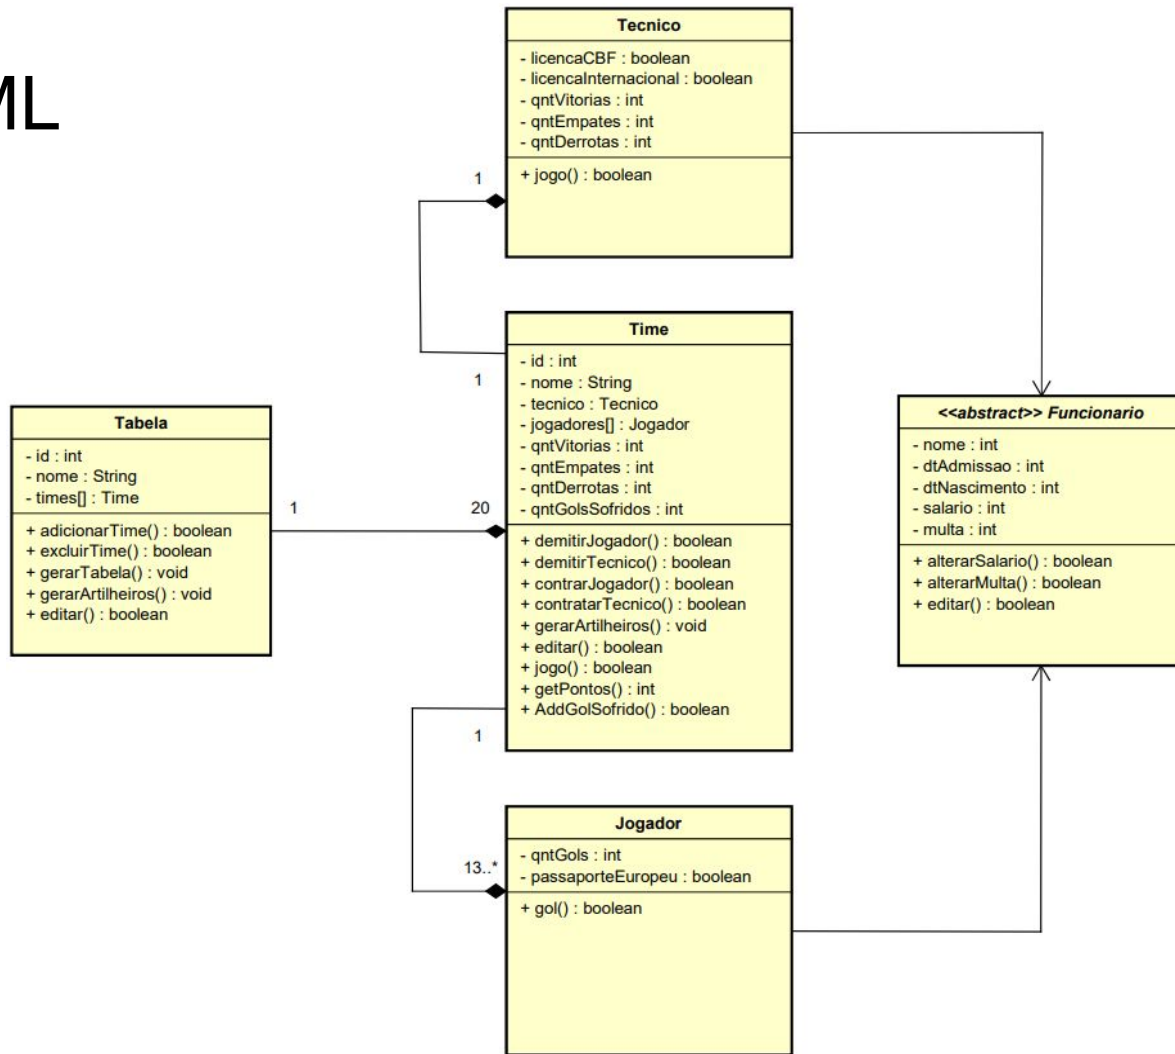 ML
Tecnico
- licencaCBF : boolean
- licencaInternacional : boolean
- qntVitorias : int
- qntEmpates : int
- qntDerrotas : int
+ jogo() : boolean
1
1
Time
- id : int
- nome : String
- tecnico : Tecnico
- jogadores[] : Jogador
- qntVitorias : int
- qntEmpates : int
- qntDerrotas : int
- qntGolsSofridos : int
+ demitirJogador() : boolean
+ demitirTecnico() : boolean
+ contrarJogador() : boolean
+ contratarTecnico() : boolean
+ gerarArtilheiros() : void
+ editar() : boolean
+ jogo() : boolean
+ getPontos() : int
+ AddGolSofrido() : boolean
Tabela
- id : int
- nome : String
- times[] : Time
+ adicionarTime() : boolean
+ excluirTime() : boolean
+ gerarTabela() : void
+ gerarArtilheiros() : void
+ editar() : boolean
1
20
<<abstract>> Funcionario
- nome : int
- dtAdmissao : int
- dtNascimento : int
- salario : int
- multa : int
+ alterarSalario() : boolean
+ alterarMulta() : boolean
+ editar() : boolean
1
13..*
Jogador
- qntGols : int
- passaporteEuropeu : boolean
+ gol() : boolean